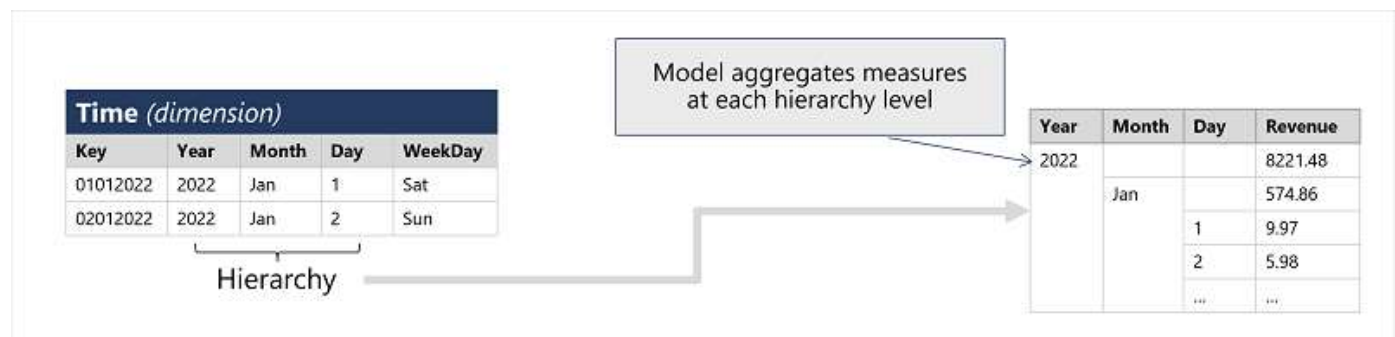 Model aggregates measures
at each hierarchy level
Time (dimension)
Key Year Month Day WeekDay
01012022 2022 Jan 1 Sat
02012022 2022 Jan 2 Sun
Hierarchy
Year Month Day Revenue
2022 8221.48
Jan 574.86
1 9.97
2 5.98
... ...